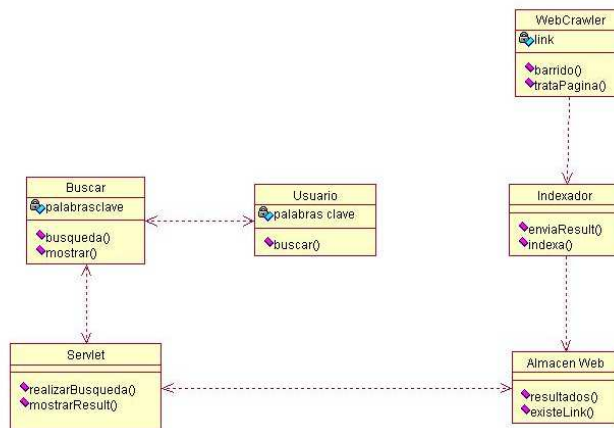 WebCrawler
link
barrido()
trataPagina()
Buscar
palabrasclave
busqueda()
mostrar()
Usuario
palabras clave
buscar()
Indexador
enviaResult()
indexa()
Servlet
realizarBusqueda()
mostrarResult()
Almacen Web
resultados()
existeLink()